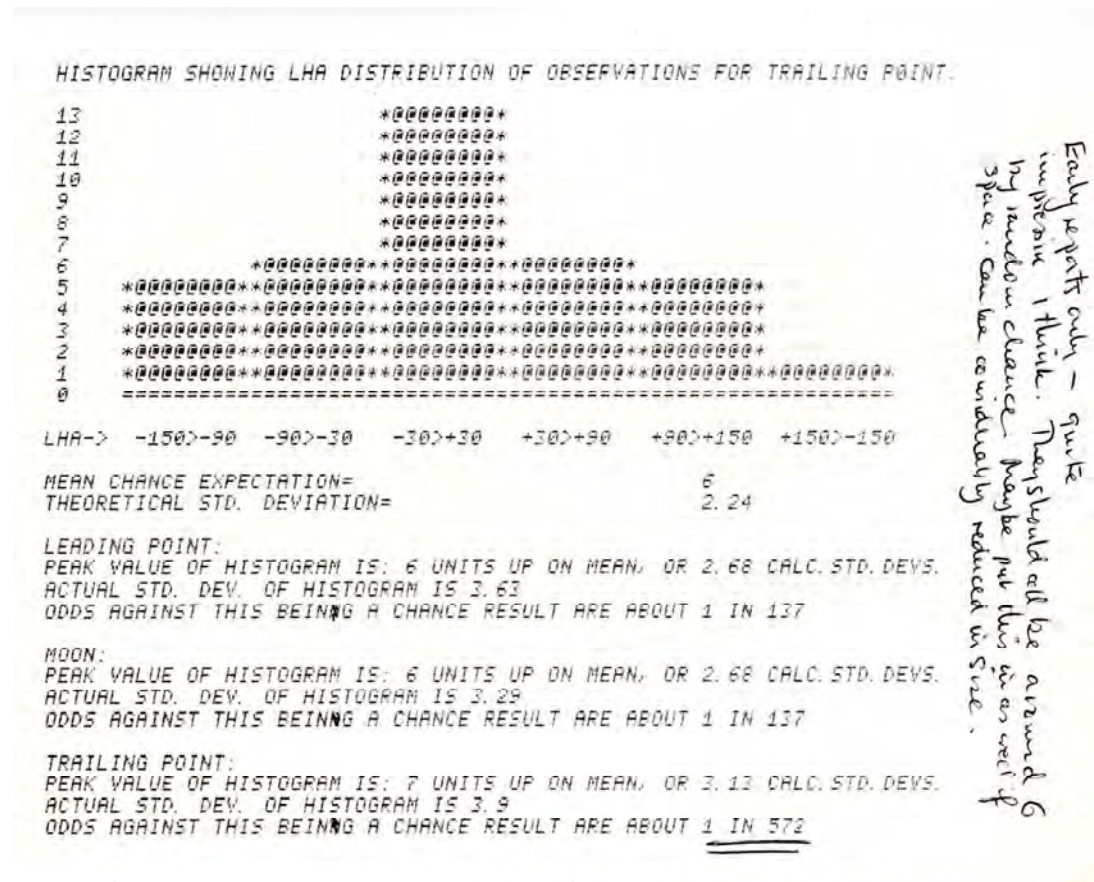 HISTOGRAM SHOWING LHA DISTRIBUTION OF OBSERVATIONS FOR TRAILING POINT.
13 *@@@@@@@@*
12 *@@@@@@@@*
11 *@@@@@@@@*
10 *@@@@@@@@*
9 *@@@@@@@@*
8 *@@@@@@@@*
7 *@@@@@@@@*
6 *@@@@@@@@**@@@@@@@@**@@@@@@@@*
5 *@@@@@@@@**@@@@@@@@**@@@@@@@@**@@@@@@@@**@@@@@@@@*
4 *@@@@@@@@**@@@@@@@@**@@@@@@@@**@@@@@@@@**@@@@@@@@*
3 *@@@@@@@@**@@@@@@@@**@@@@@@@@**@@@@@@@@**@@@@@@@@*
2 *@@@@@@@@**@@@@@@@@**@@@@@@@@**@@@@@@@@**@@@@@@@@*
1 *@@@@@@@@**@@@@@@@@**@@@@@@@@**@@@@@@@@**@@@@@@@@**@@@@@@@@*
0 ============================================================
LHA-> -150>-90 -90>-30 -30>+30 +30>+90 +90>+150 +150>-150
MEAN CHANCE EXPECTATION= 6
THEORETICAL STD. DEVIATION= 2.24
LEADING POINT:
PEAK VALUE OF HISTOGRAM IS: 6 UNITS UP ON MEAN, OR 2.68 CALC.STD.DEVS.
ACTUAL STD. DEV. OF HISTOGRAM IS 3.63
ODDS AGAINST THIS BEINNG A CHANCE RESULT ARE ABOUT 1 IN 137
MOON:
PEAK VALUE OF HISTOGRAM IS: 6 UNITS UP ON MEAN, OR 2.68 CALC.STD.DEVS.
ACTUAL STD. DEV. OF HISTOGRAM IS 3.29
ODDS AGAINST THIS BEINNG A CHANCE RESULT ARE ABOUT 1 IN 137
TRAILING POINT:
PEAK VALUE OF HISTOGRAM IS: 7 UNITS UP ON MEAN, OR 3.13 CALC.STD.DEVS.
ACTUAL STD. DEV. OF HISTOGRAM IS 3.9
ODDS AGAINST THIS BEINNG A CHANCE RESULT ARE ABOUT 1 IN 572
Early reports only - quite
impressive I think. They should all be around 6
by random chance. Maybe put this in as well if
space. Can be considerably reduced in size.